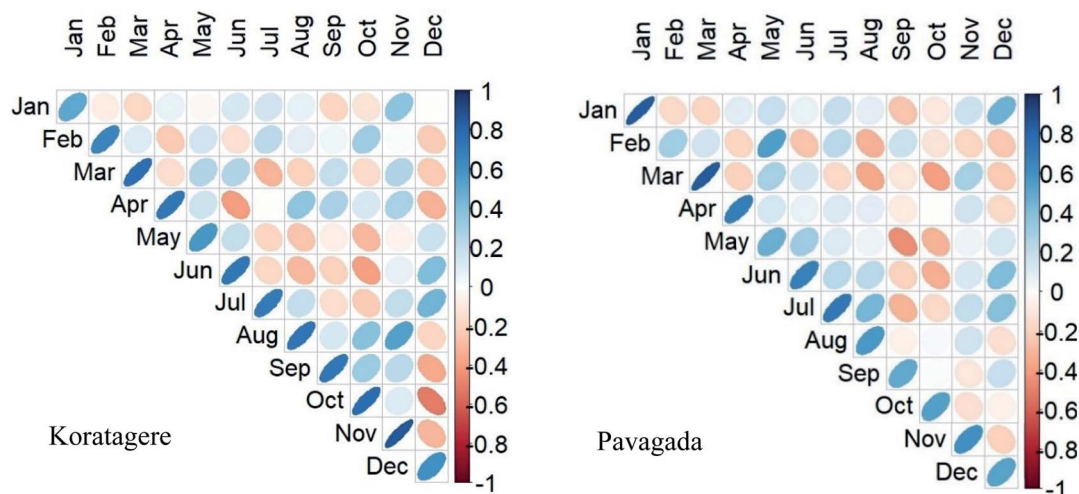 Jan Feb Mar Apr May Jun Jul Aug Sep Oct Nov Dec
Jan
Feb
Mar
Apr
May
Jun
Jul
Aug
Sep
Oct
Nov
Dec
1
0.8
0.6
0.4
0.2
0
-0.2
-0.4
-0.6
-0.8
-1
Koratagere
Jan Feb Mar Apr May Jun Jul Aug Sep Oct Nov Dec
Jan
Feb
Mar
Apr
May
Jun
Jul
Aug
Sep
Oct
Nov
Dec
1
0.8
0.6
0.4
0.2
0
-0.2
-0.4
-0.6
-0.8
-1
Pavagada